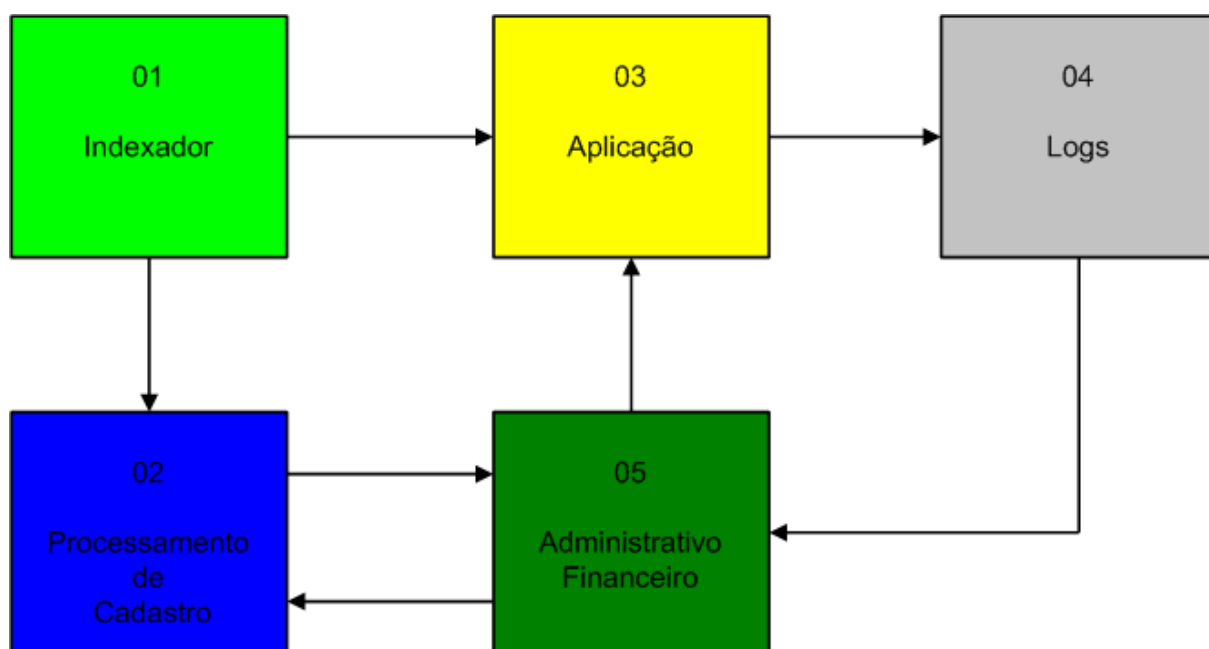 01
Indexador
03
Aplicação
04
Logs
02
Processamento
de
Cadastro
05
Administrativo
Financeiro